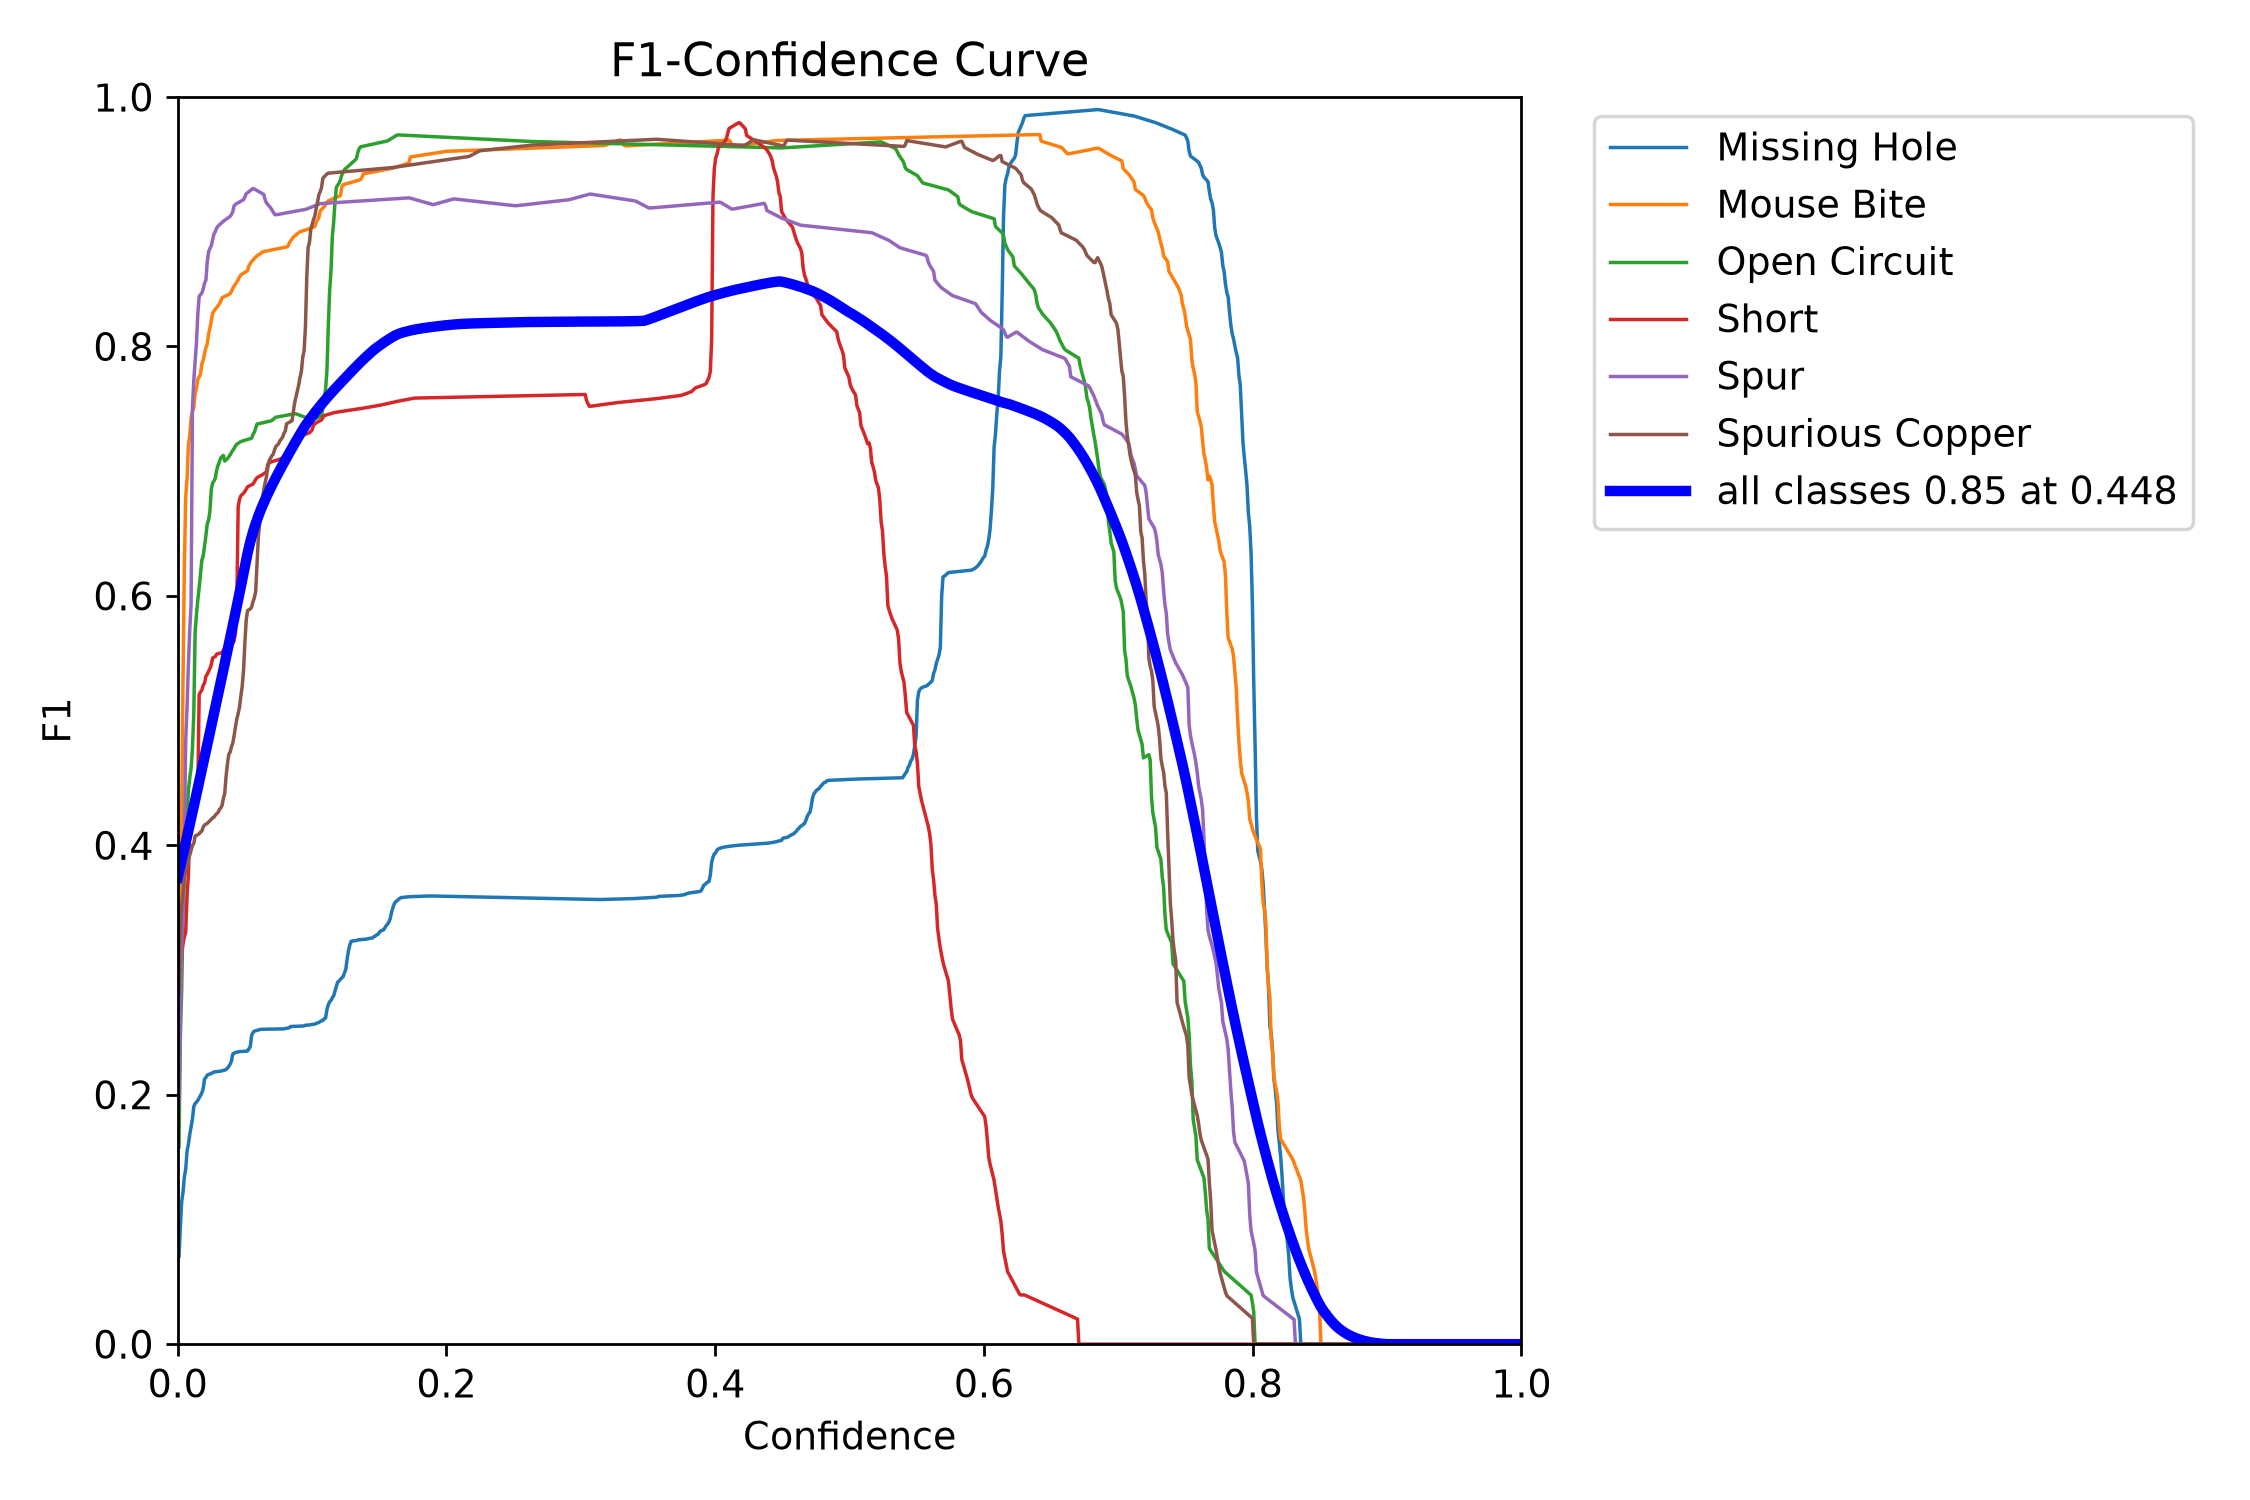 F1-Confidence Curve
1.0
0.8
0.6
0.4
0.2
0.0
F1
0.0 0.2 0.4 0.6 0.8 1.0
Confidence
Missing Hole
Mouse Bite
Open Circuit
Short
Spur
Spurious Copper
all classes 0.85 at 0.448